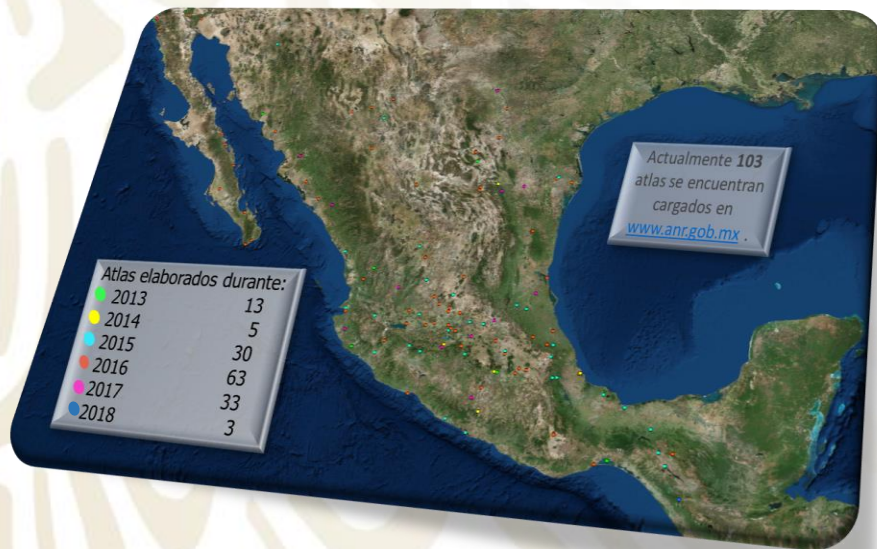 Actualmente 103
atlas se encuentran
cargados en
www.anr.gob.mx .
Atlas elaborados durante:
2013 13
2014 5
2015 30
2016 63
2017 33
2018 3